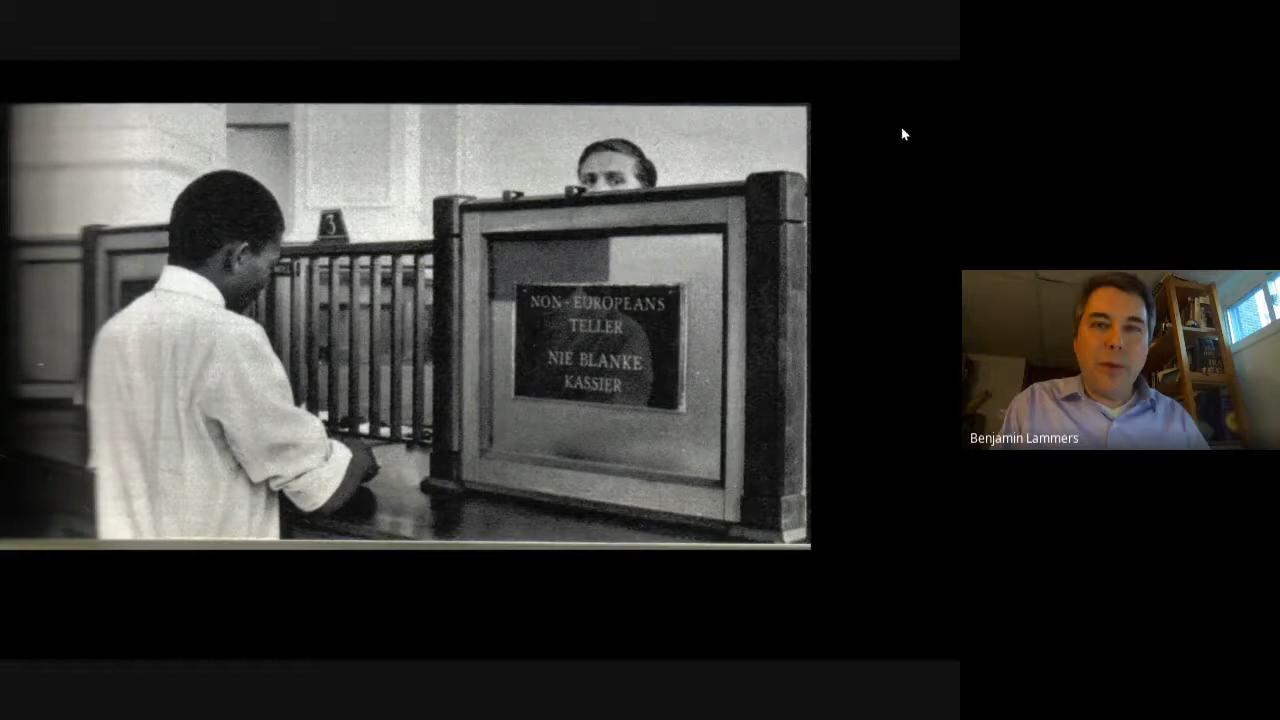 3
NON-EUROPEANS
TELLER
NIE BLANKE
KASSIER
Benjamin Lammers